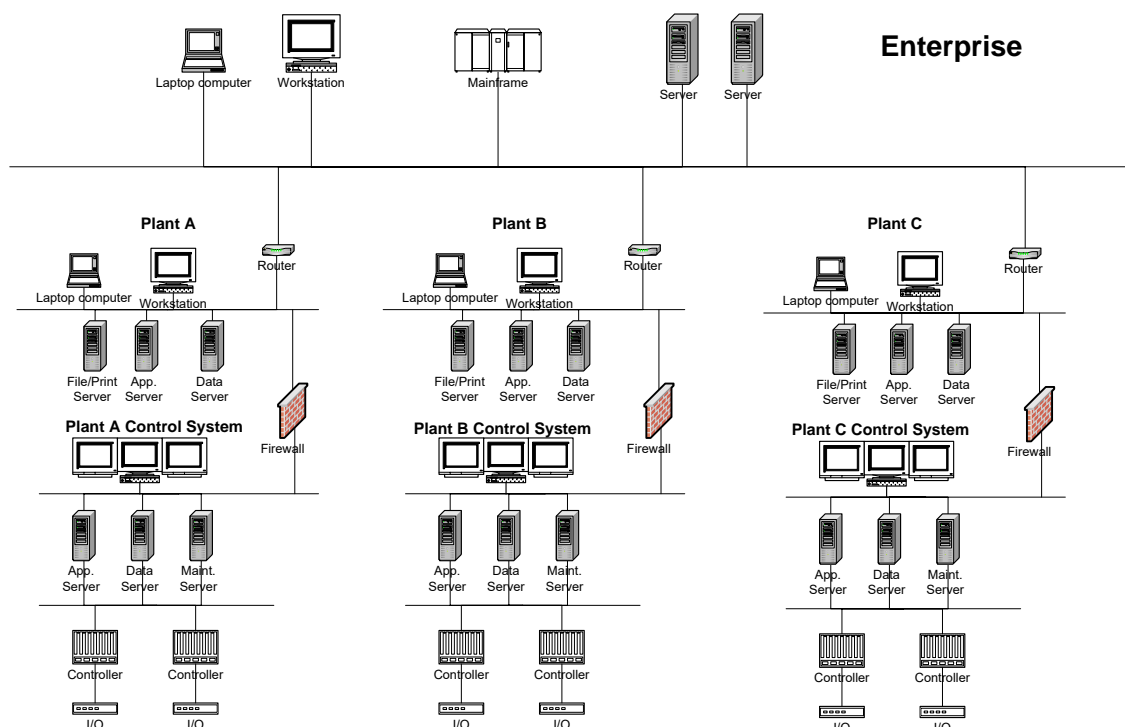 Enterprise
Laptop computer
Workstation
Mainframe
Server
Server
Plant A
Plant B
Plant C
Router
Router
Router
Laptop computer
Workstation
Laptop computer
Workstation
Laptop computer
Workstation
File/Print
Server
App.
Server
Data
Server
File/Print
Server
App.
Server
Data
Server
File/Print
Server
App.
Server
Data
Server
Firewall
Firewall
Firewall
Plant A Control System
Plant B Control System
Plant C Control System
App.
Server
Data
Server
Maint.
Server
App.
Server
Data
Server
Maint.
Server
App.
Server
Data
Server
Maint.
Server
Controller
Controller
Controller
Controller
Controller
Controller
I/O
I/O
I/O
I/O
I/O
I/O